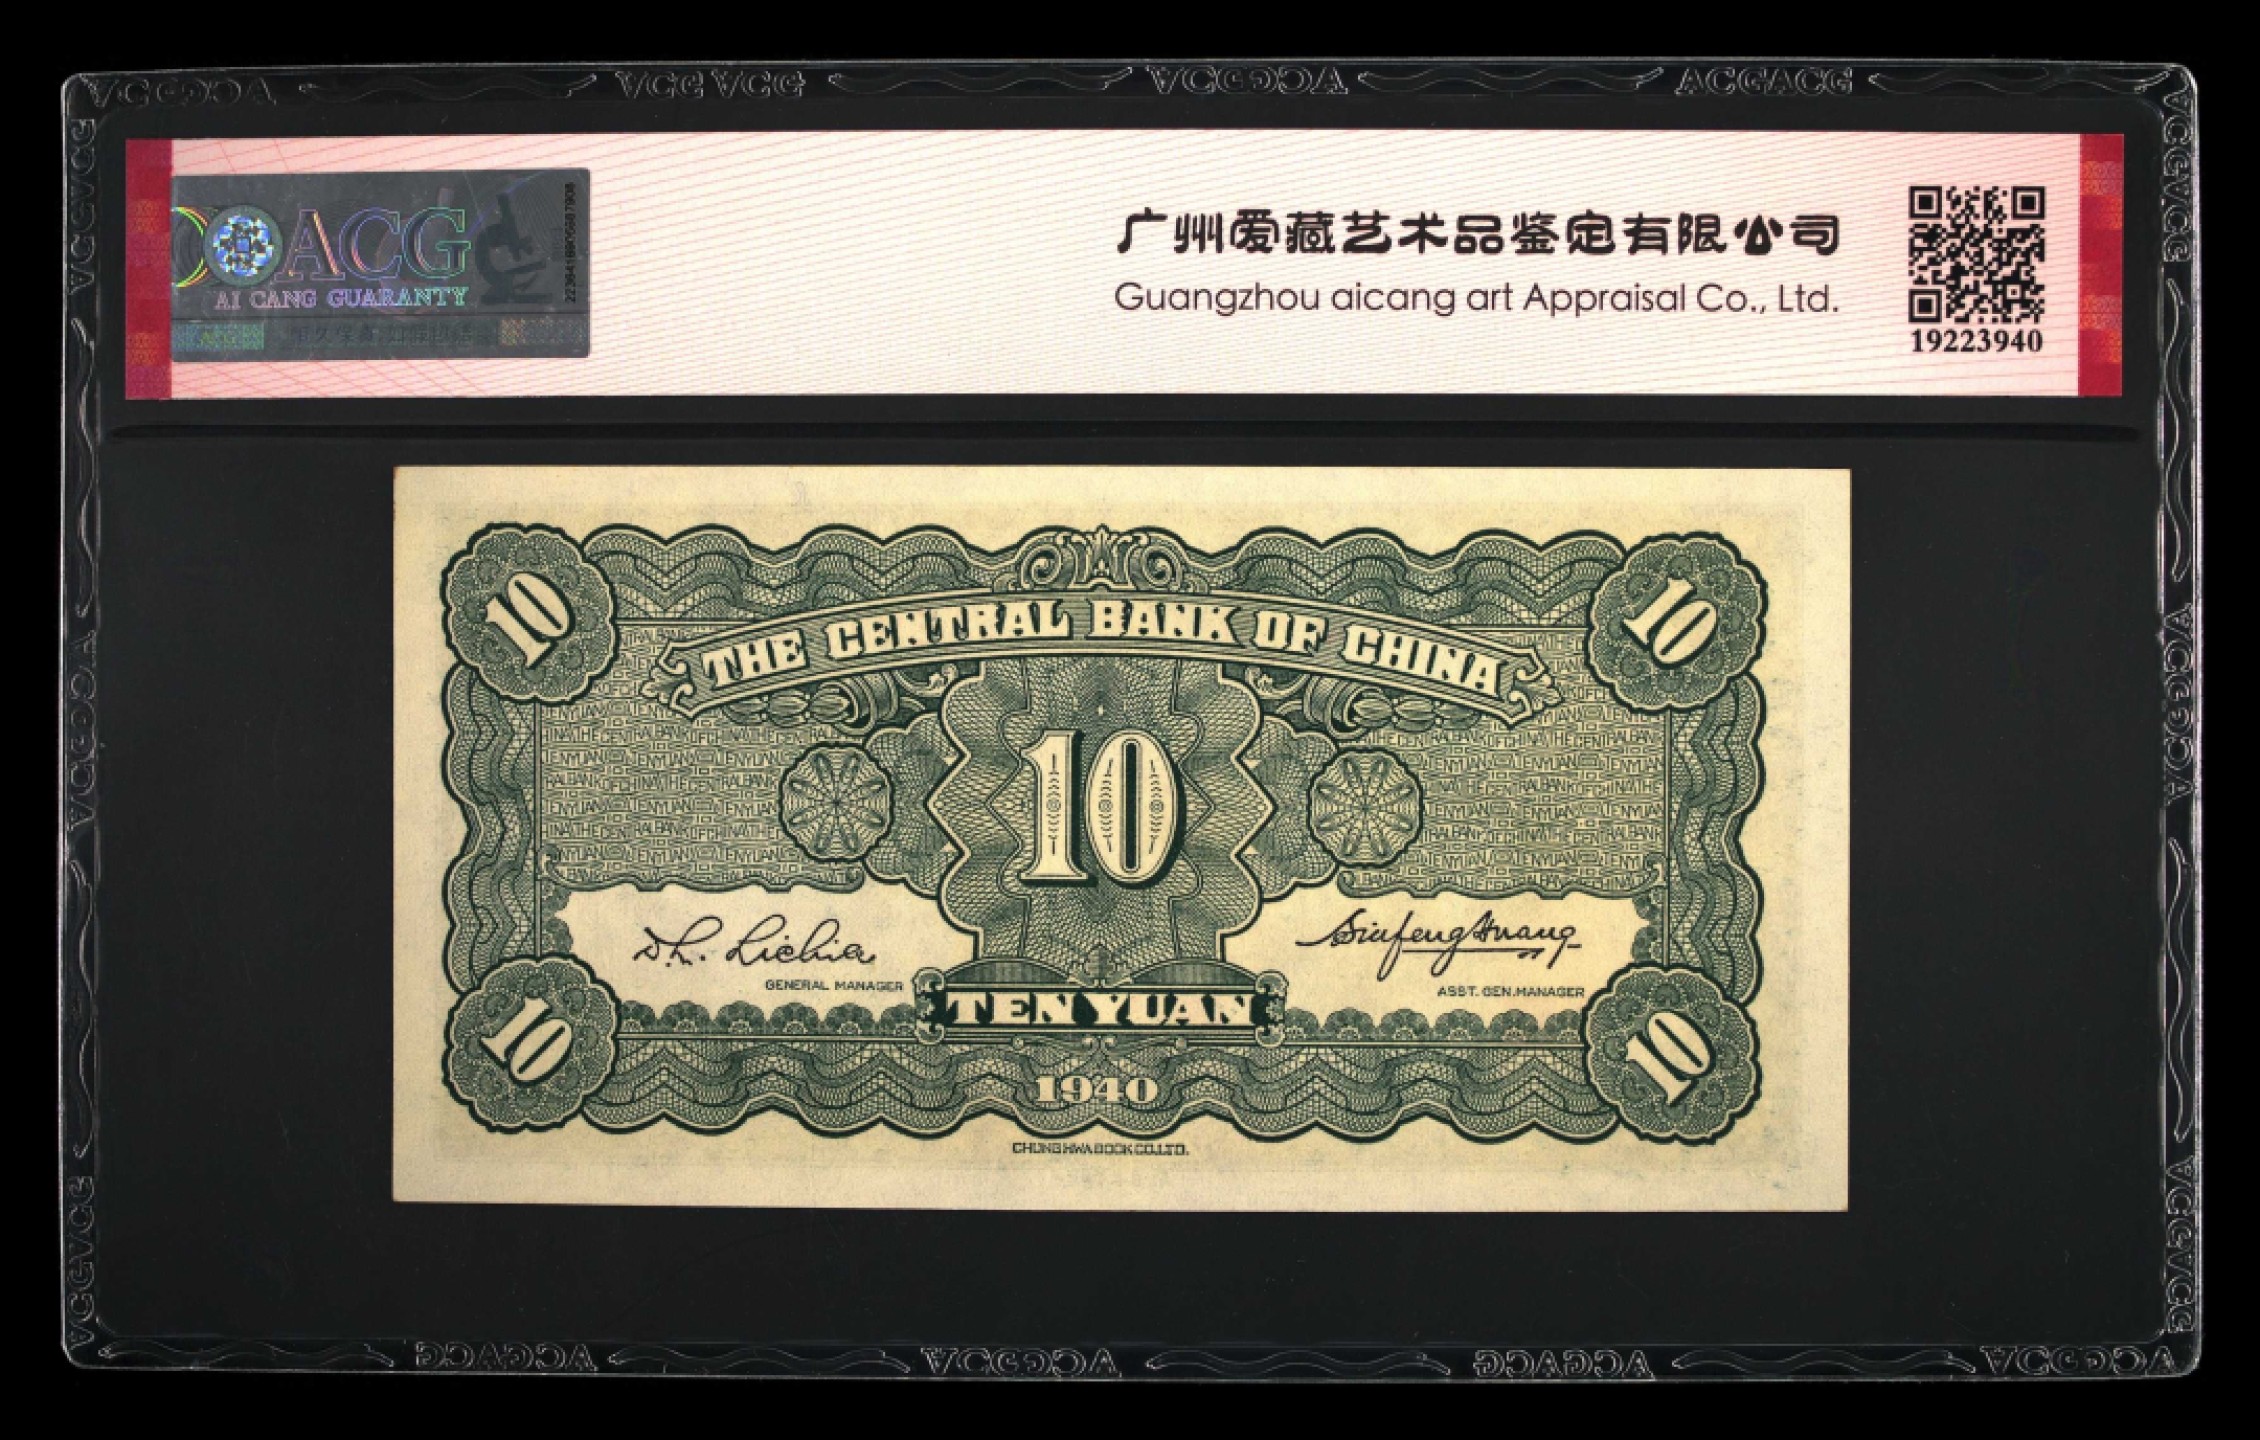 ACG
AI CANG GUARANTY
广州爱藏艺术品鉴定有限公司
Guangzhou aicang art Appraisal Co., Ltd.
19223940
10
10
THE CENTRAL BANK OF CHINA
10
GENERAL MANAGER
ASST. GEN. MANAGER
TEN YUAN
10
10
1940
CHUNG HWA BOOK CO. LTD.